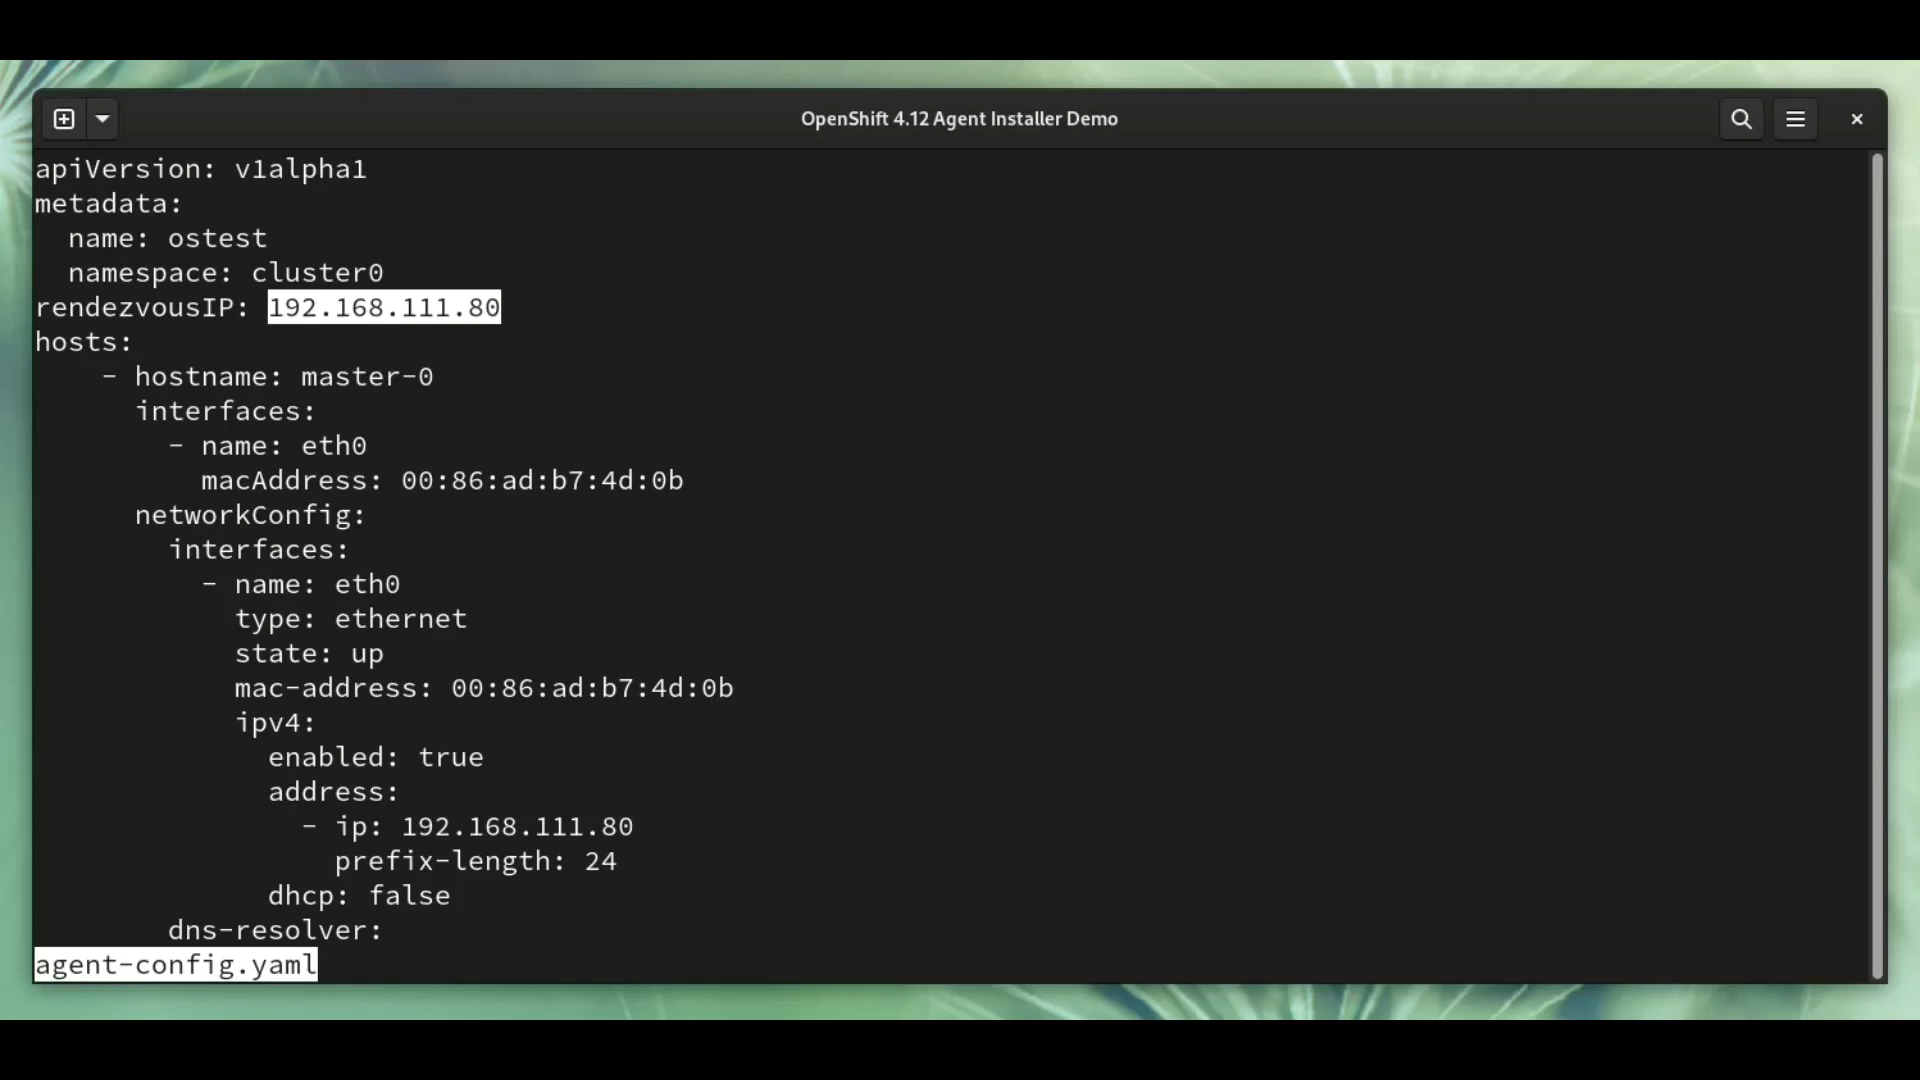 OpenShift 4.12 Agent Installer Demo
apiVersion: v1alpha1
metadata:
  name: ostest
  namespace: cluster0
rendezvousIP: 192.168.111.80
hosts:
    - hostname: master-0
      interfaces:
        - name: eth0
          macAddress: 00:86:ad:b7:4d:0b
      networkConfig:
        interfaces:
          - name: eth0
            type: ethernet
            state: up
            mac-address: 00:86:ad:b7:4d:0b
            ipv4:
              enabled: true
              address:
                - ip: 192.168.111.80
                  prefix-length: 24
              dhcp: false
        dns-resolver:
agent-config.yaml